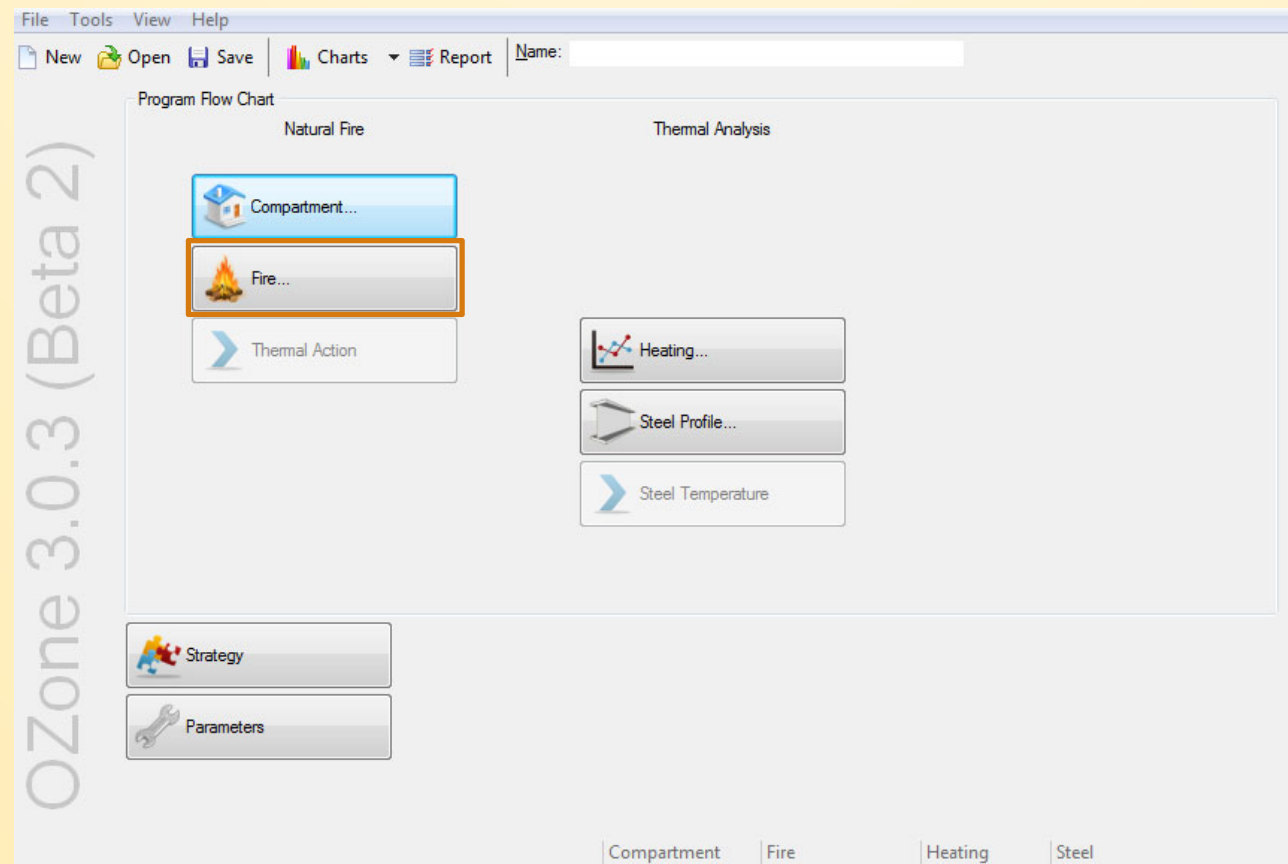 File Tools View Help
New Open Save Charts Report Name:
Program Flow Chart
Natural Fire Thermal Analysis
Compartment...
Fire...
Thermal Action
Heating...
Steel Profile...
Steel Temperature
Strategy
Parameters
OZone 3.0.3 (Beta 2)
Compartment Fire Heating Steel